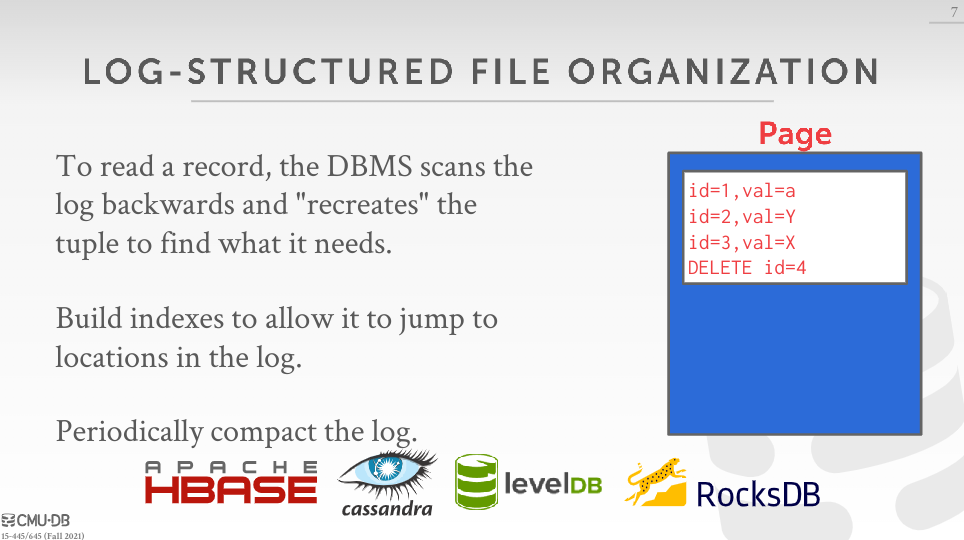 7
LOG-STRUCTURED FILE ORGANIZATION
To read a record, the DBMS scans the
log backwards and "recreates" the
tuple to find what it needs.
Build indexes to allow it to jump to
locations in the log.
Periodically compact the log.
Page
id=1,val=a
id=2,val=Y
id=3,val=X
DELETE id=4
APACHE
HBASE
cassandra
levelDB
RocksDB
CMU·DB
15-445/645 (Fall 2021)